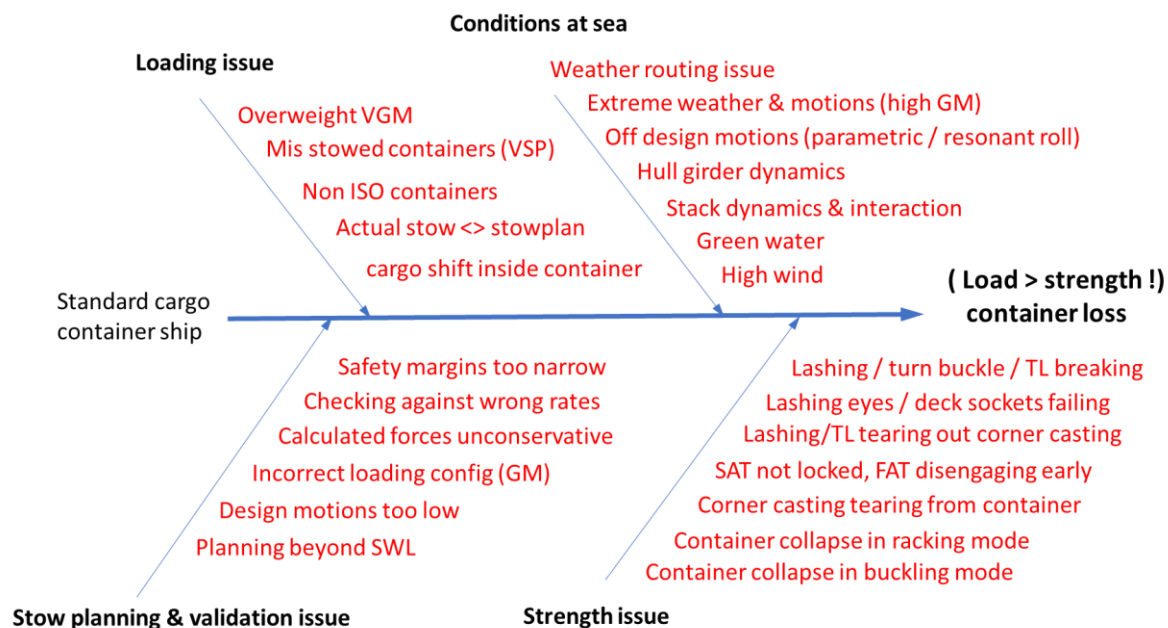 Conditions at sea
Loading issue
Weather routing issue
Extreme weather & motions (high GM)
Off design motions (parametric / resonant roll)
Hull girder dynamics
Stack dynamics & interaction
Green water
High wind
Overweight VGM
Mis stowed containers (VSP)
Non ISO containers
Actual stow <> stowplan
cargo shift inside container
Standard cargo
container ship
( Load > strength !)
container loss
Safety margins too narrow
Checking against wrong rates
Calculated forces unconservative
Incorrect loading config (GM)
Design motions too low
Planning beyond SWL
Stow planning & validation issue
Lashing / turn buckle / TL breaking
Lashing eyes / deck sockets failing
Lashing/TL tearing out corner casting
SAT not locked, FAT disengaging early
Corner casting tearing from container
Container collapse in racking mode
Container collapse in buckling mode
Strength issue